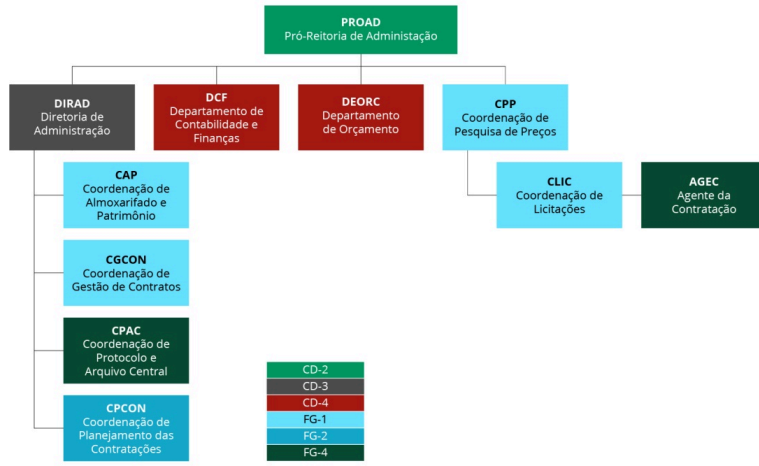 PROAD
Pró-Reitoria de Administação
DIRAD
Diretoria de
Administração
DCF
Departamento de
Contabilidade e
Finanças
DEORC
Departamento
de Orçamento
CPP
Coordenação de
Pesquisa de Preços
CAP
Coordenação de
Almoxarifado e
Patrimônio
CLIC
Coordenação de
Licitações
AGEC
Agente da
Contratação
CGCON
Coordenação de
Gestão de Contratos
CPAC
Coordenação de
Protocolo e
Arquivo Central
CPCON
Coordenação de
Planejamento das
Contratações
CD-2
CD-3
CD-4
FG-1
FG-2
FG-4